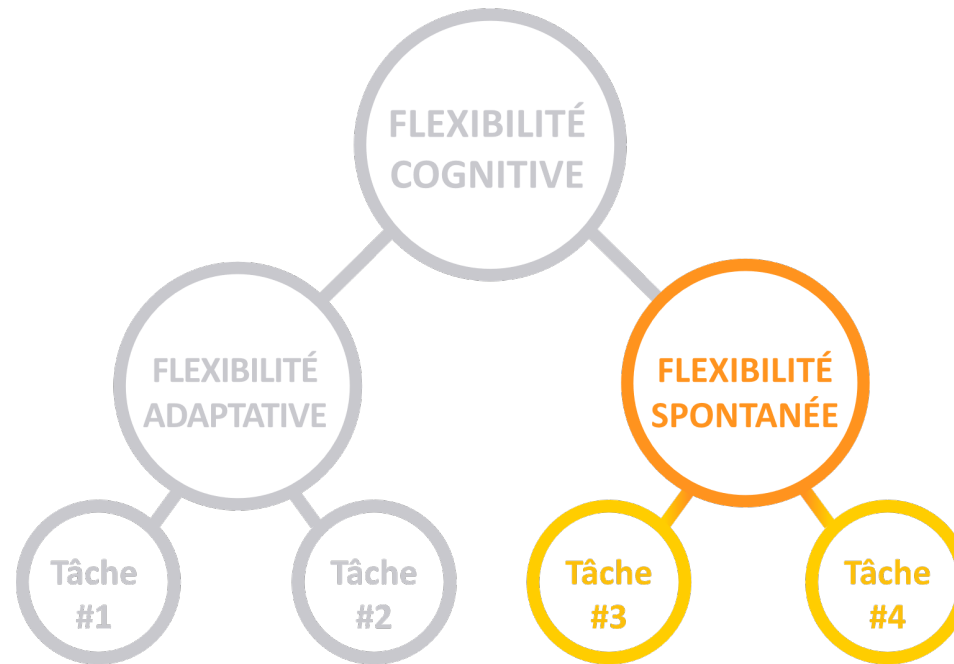 FLEXIBILITÉ
COGNITIVE
FLEXIBILITÉ
ADAPTATIVE
FLEXIBILITÉ
SPONTANÉE
Tâche
#1
Tâche
#2
Tâche
#3
Tâche
#4